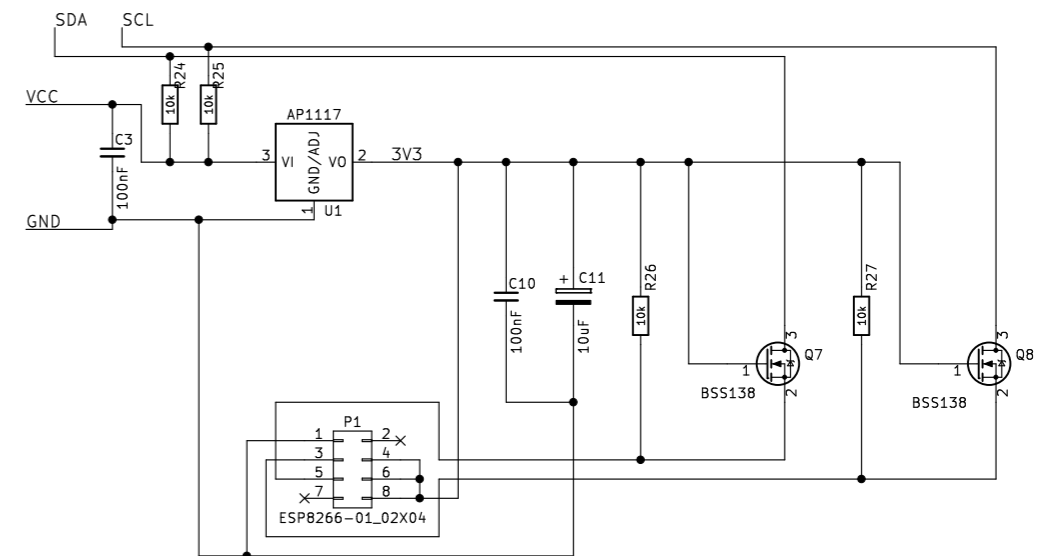 SDA SCL
R24
R25
10k
10k
VCC
C3
100nF
GND
AP1117
3 VI GND/ADJ VO 2
1
U1
3V3
C10
100nF
+ C11
10uF
R26
10k
R27
10k
3
Q7
1
2
BSS138
3
Q8
1
2
BSS138
P1
1 2
3 4
5 6
7 8
ESP8266-01_02X04